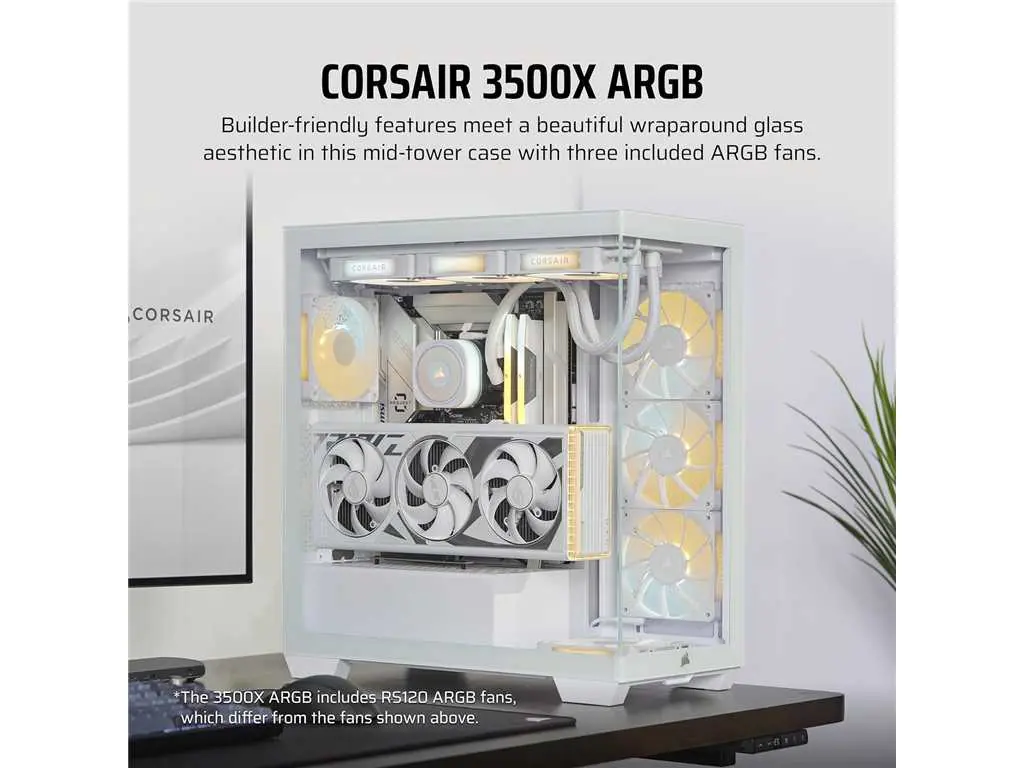 CORSAIR 3500X ARGB
Builder-friendly features meet a beautiful wraparound glass
aesthetic in this mid-tower case with three included ARGB fans.
CORSAIR
CORSAIR
CORSAIR
msi
PROJECT
*The 3500X ARGB includes RS120 ARGB fans,
which differ from the fans shown above.